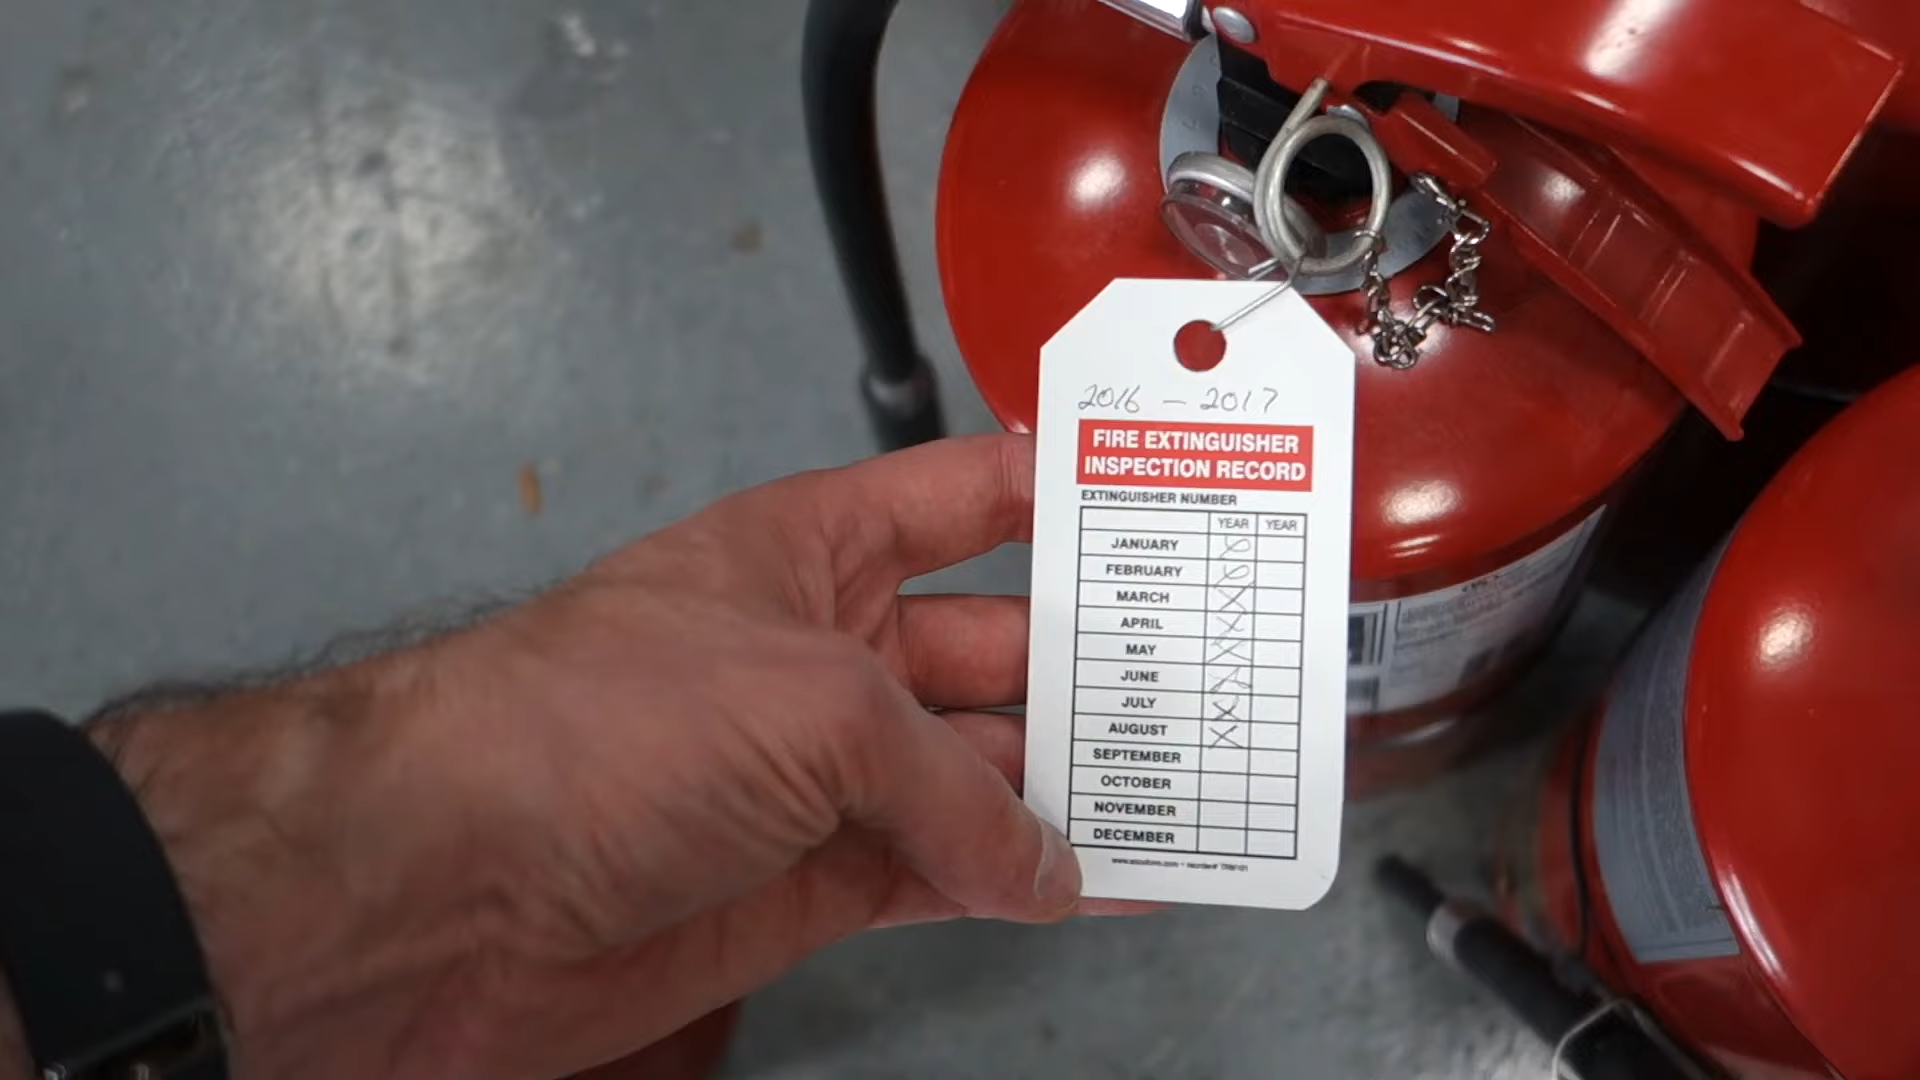 2016 - 2017
FIRE EXTINGUISHER
INSPECTION RECORD
EXTINGUISHER NUMBER
YEAR YEAR
JANUARY
FEBRUARY
MARCH X
APRIL X
MAY X
JUNE
JULY X
AUGUST X
SEPTEMBER
OCTOBER
NOVEMBER
DECEMBER